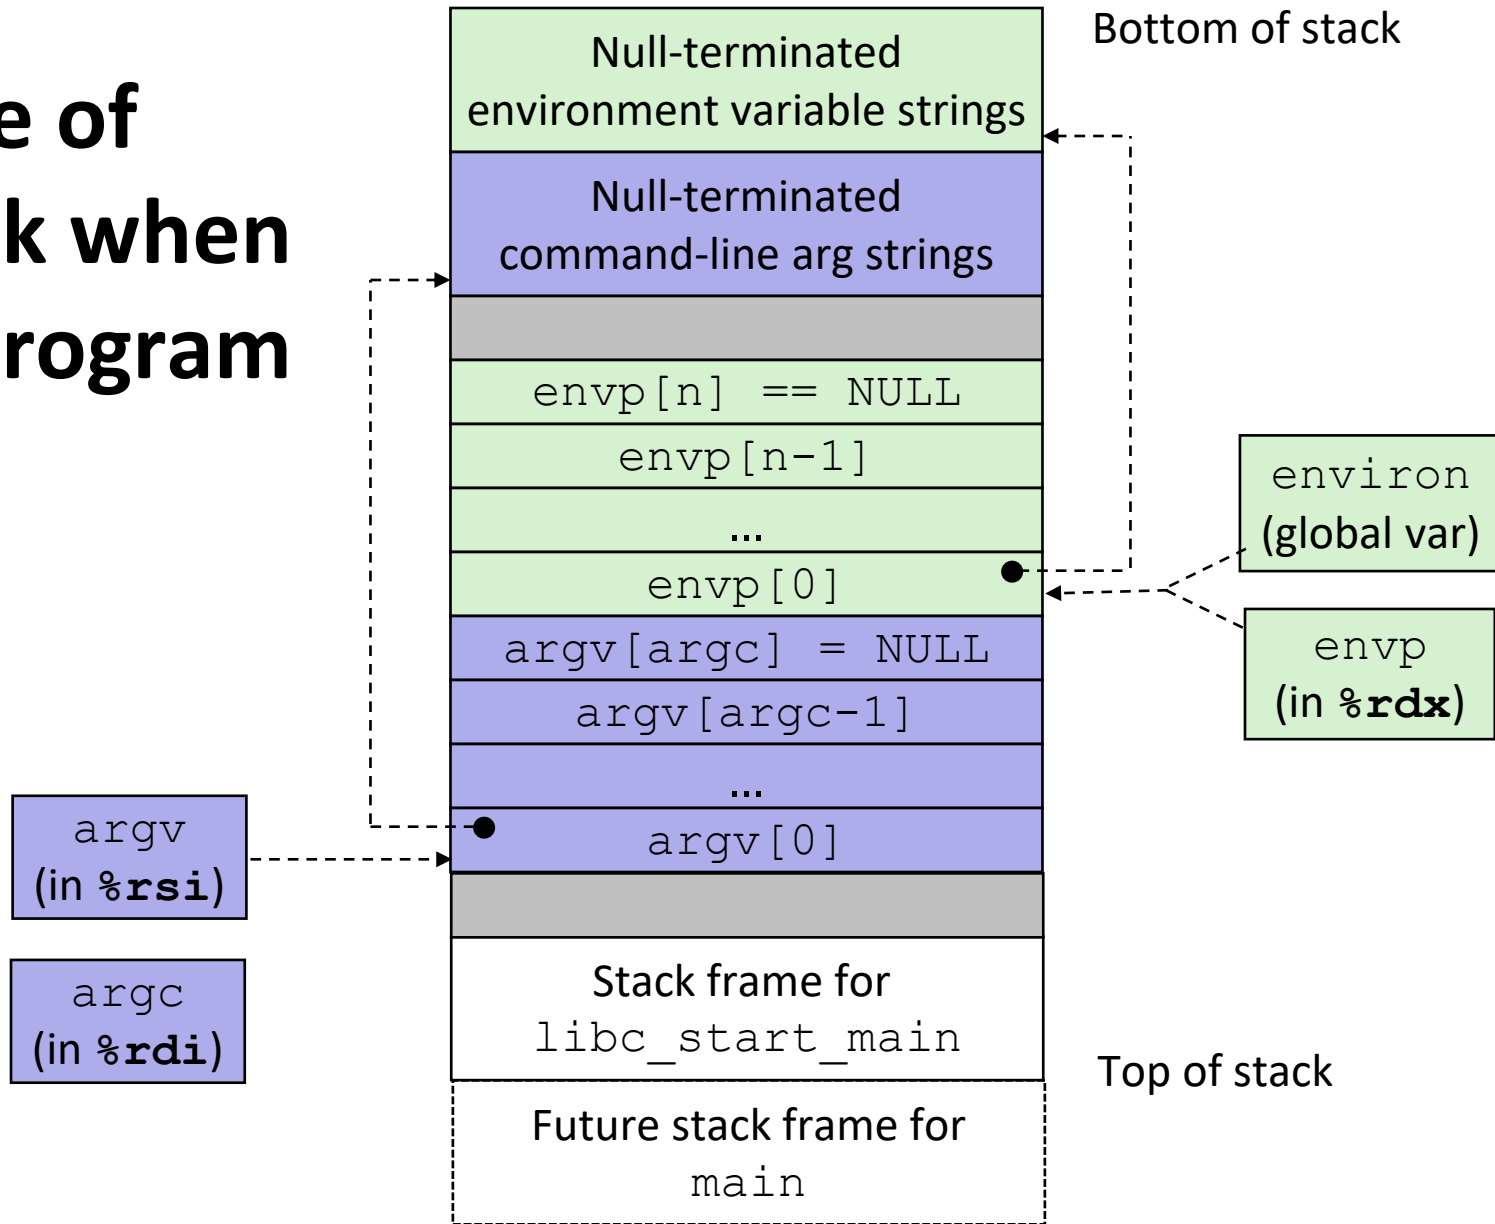 e of
k when
rogram
Null-terminated
environment variable strings
Bottom of stack
Null-terminated
command-line arg strings
envp[n] == NULL
envp[n-1]
...
envp[0]
environ
(global var)
envp
(in %rdx)
argv[argc] = NULL
argv[argc-1]
...
argv[0]
argv
(in %rsi)
argc
(in %rdi)
Stack frame for
libc_start_main
Top of stack
Future stack frame for
main